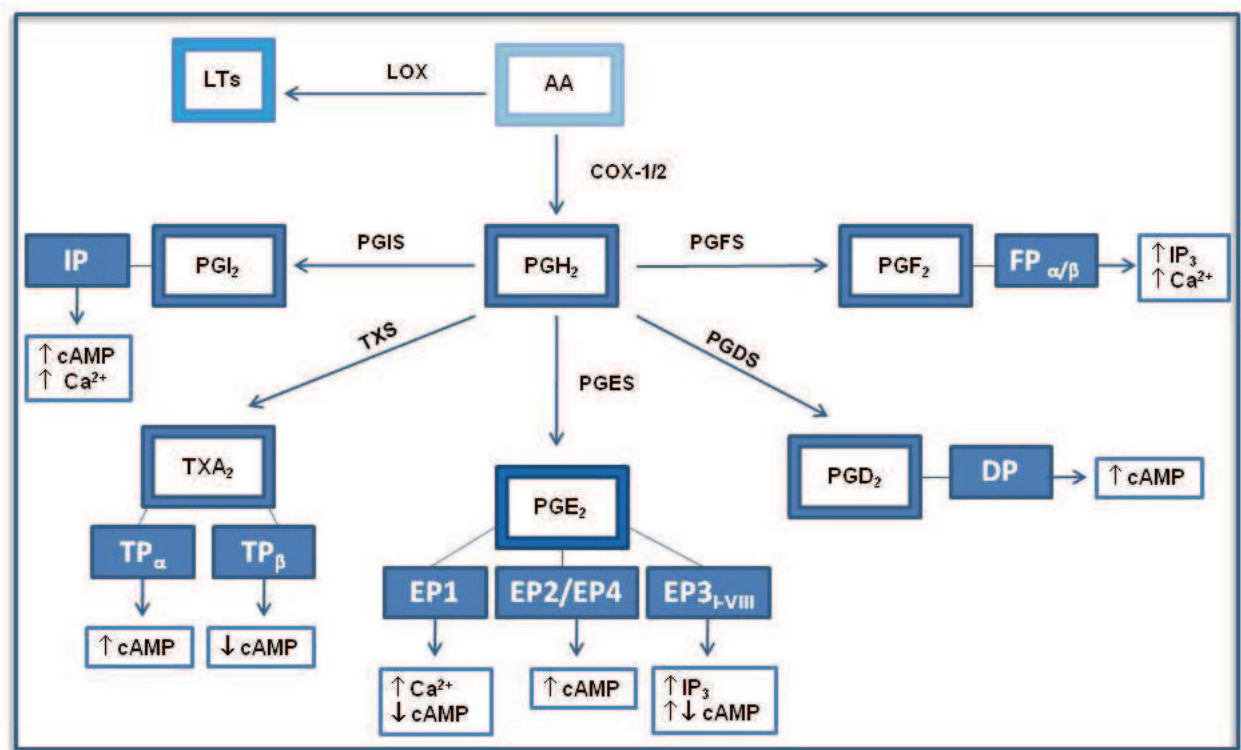 LTs
LOX
AA
COX-1/2
IP
PGI₂
PGIS
PGH₂
PGFS
PGF₂
FP α/β
↑ IP₃
↑ Ca²⁺
↑ cAMP
↑ Ca²⁺
TXS
PGES
PGDS
TXA₂
PGE₂
PGD₂
DP
↑ cAMP
TPα
TPβ
↑ cAMP
↓ cAMP
EP1
EP2/EP4
EP3I-VIII
↑ Ca²⁺
↓ cAMP
↑ cAMP
↑ IP₃
↑ ↓ cAMP